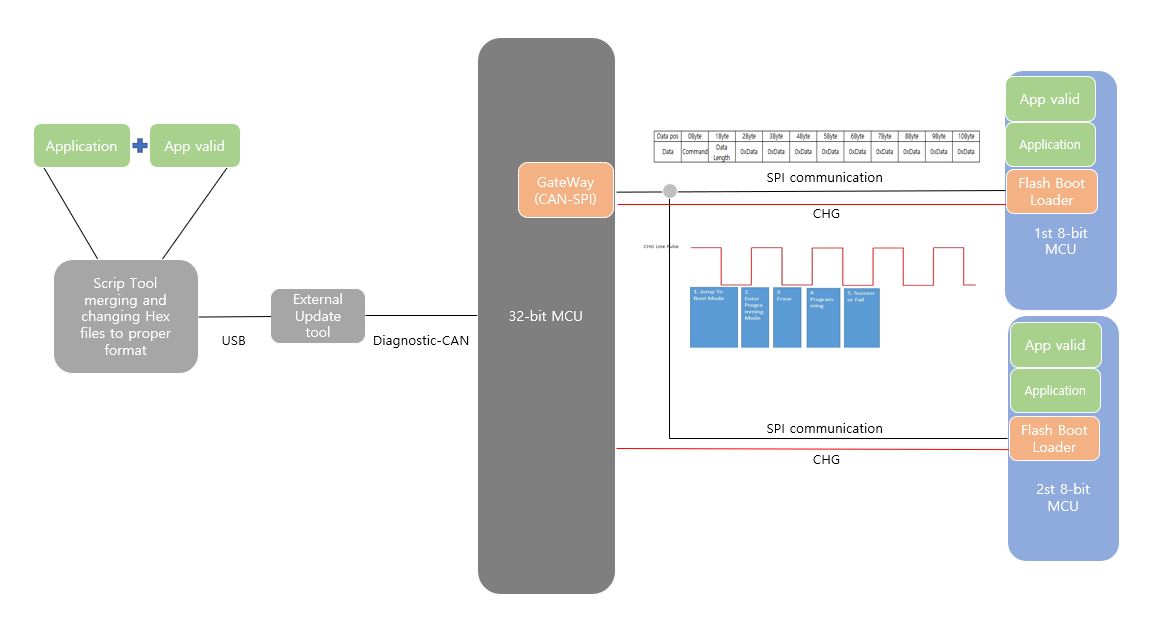 Application
App valid
Scrip Tool
merging and
changing Hex
files to proper
format
USB
External
Update
tool
Diagnostic-CAN
32-bit MCU
GateWay
(CAN-SPI)
Data pos 0Byte 1Byte 2Byte 3Byte 4Byte 5Byte 6Byte 7Byte 8Byte 9Byte 10Byte
Data Command Data Length 0xData 0xData 0xData 0xData 0xData 0xData 0xData 0xData 0xData
SPI communication
CHG
CHG Line Pulse
1. Jump To
Boot Mode
2.
Enter
Progra
mming
Mode
3.
Erase
4.
Program-
ming
5. Success
or Fail
SPI communication
CHG
App valid
Application
Flash Boot
Loader
1st 8-bit
MCU
App valid
Application
Flash Boot
Loader
2st 8-bit
MCU